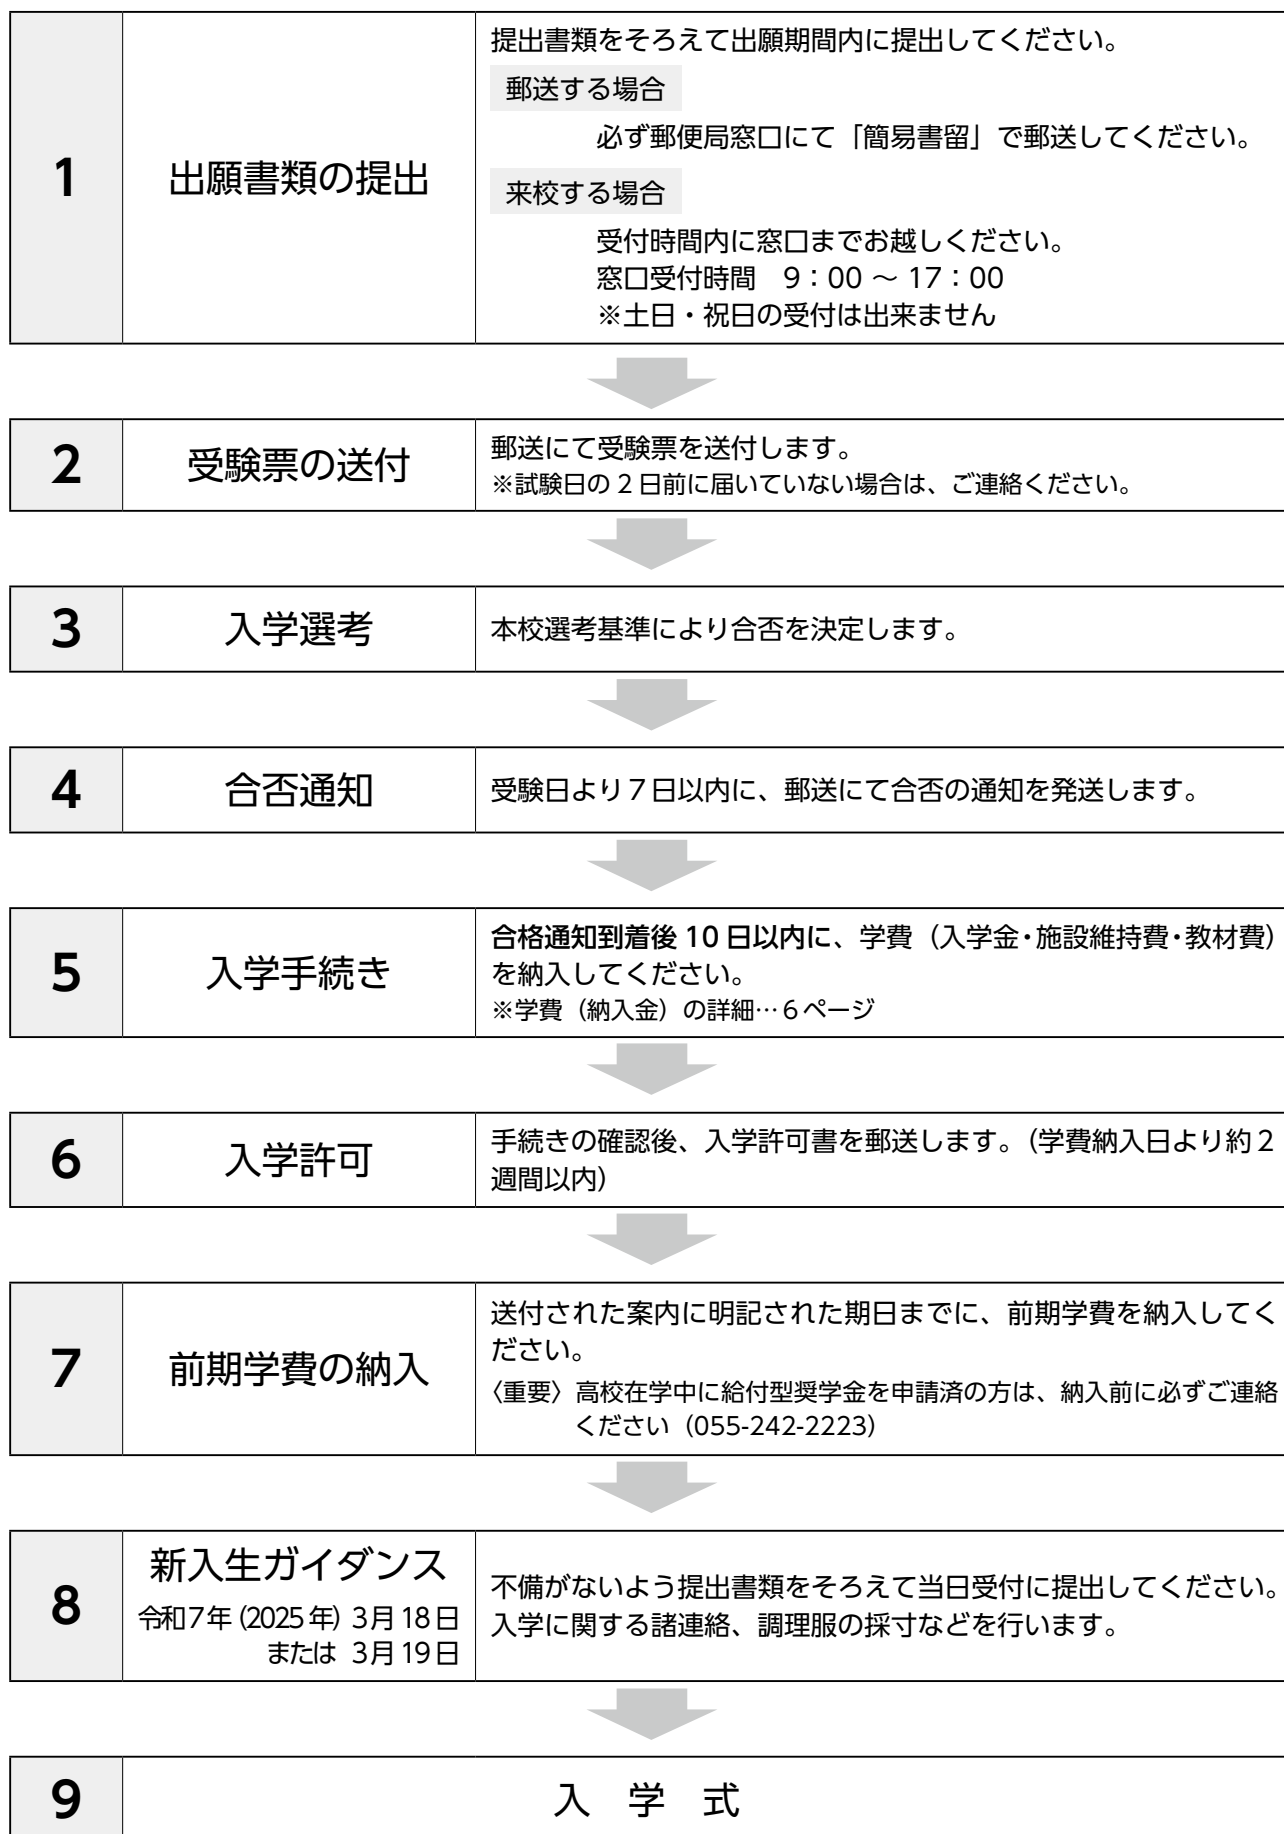 1
出願書類の提出
提出書類をそろえて出願期間内に提出してください。
郵送する場合
必ず郵便局窓口にて「簡易書留」で郵送してください。
来校する場合
受付時間内に窓口までお越しください。
窓口受付時間　9：00 ～ 17：00
※土日・祝日の受付は出来ません
2
受験票の送付
郵送にて受験票を送付します。
※試験日の 2 日前に届いていない場合は、ご連絡ください。
3
入学選考
本校選考基準により合否を決定します。
4
合否通知
受験日より 7 日以内に、郵送にて合否の通知を発送します。
5
入学手続き
合格通知到着後 10 日以内に、学費（入学金・施設維持費・教材費）
を納入してください。
※学費（納入金）の詳細…6 ページ
6
入学許可
手続きの確認後、入学許可書を郵送します。（学費納入日より約 2
週間以内）
7
前期学費の納入
送付された案内に明記された期日までに、前期学費を納入してく
ださい。
〈重要〉高校在学中に給付型奨学金を申請済の方は、納入前に必ずご連絡
ください（055-242-2223）
8
新入生ガイダンス
令和7年 (2025年) 3月18日
または 3月19日
不備がないよう提出書類をそろえて当日受付に提出してください。
入学に関する諸連絡、調理服の採寸などを行います。
9
入　学　式